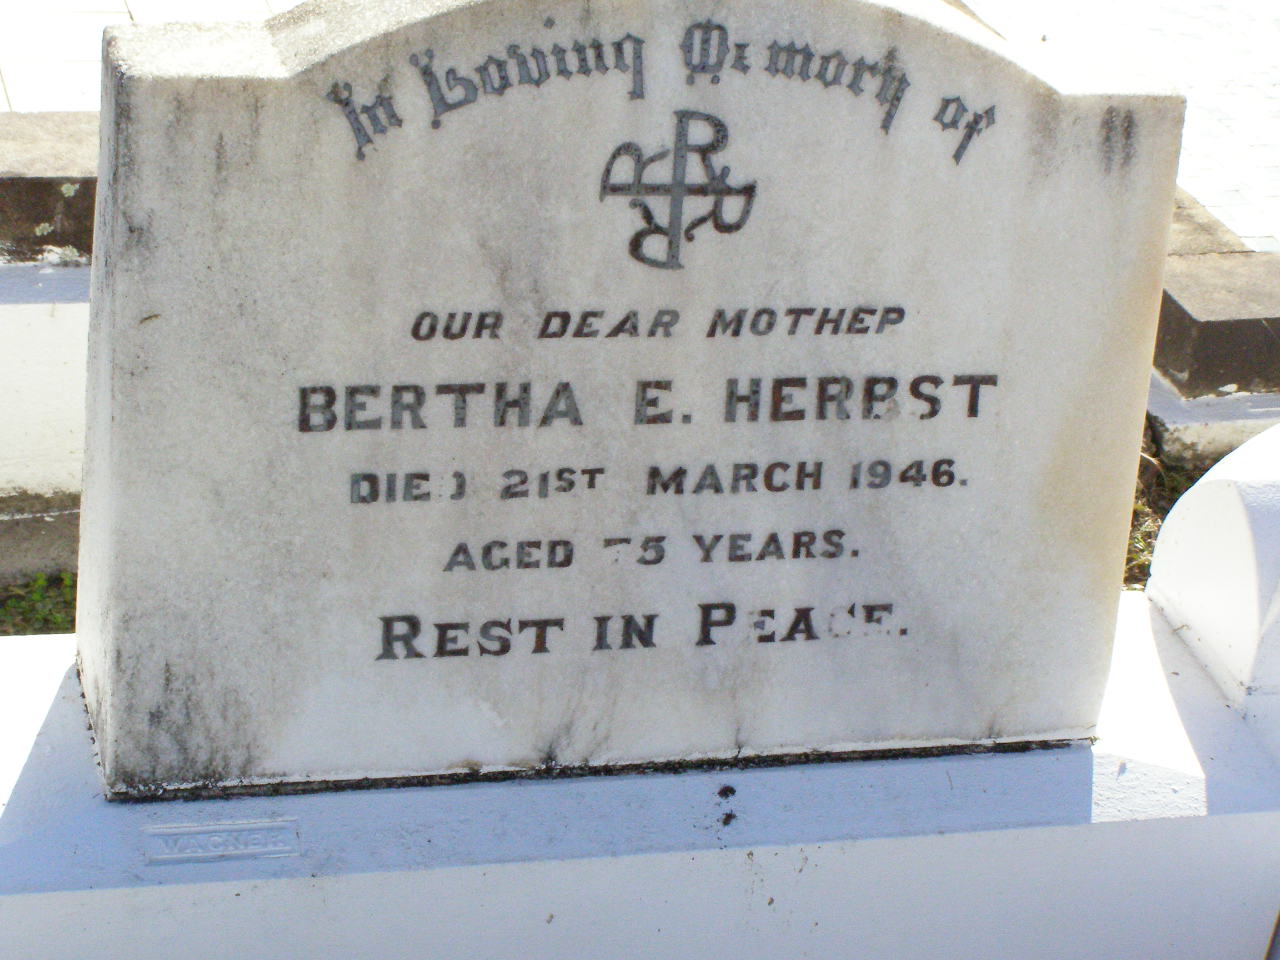 In Loving Memory of
R R R R
OUR DEAR MOTHER
BERTHA E. HERBST
DIED 21ST MARCH 1946.
AGED 75 YEARS.
REST IN PEACE.
WAGNER